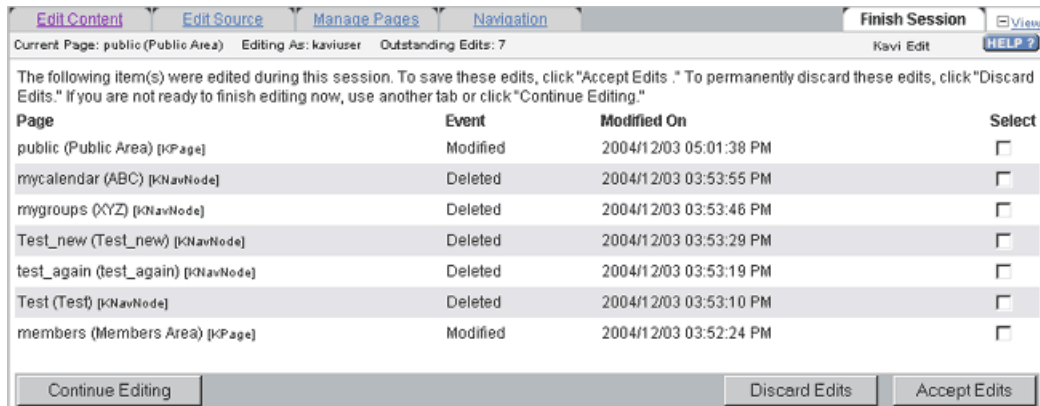 Edit Content Edit Source Manage Pages Navigation Finish Session View
Current Page: public (Public Area) Editing As: kaviuser Outstanding Edits: 7 Kavi Edit HELP ?
The following item(s) were edited during this session. To save these edits, click "Accept Edits ." To permanently discard these edits, click "Discard
Edits." If you are not ready to finish editing now, use another tab or click "Continue Editing."
Page Event Modified On Select
public (Public Area) [KPage] Modified 2004/12/03 05:01:38 PM
mycalendar (ABC) [KNavNode] Deleted 2004/12/03 03:53:55 PM
mygroups (XYZ) [KNavNode] Deleted 2004/12/03 03:53:46 PM
Test_new (Test_new) [KNavNode] Deleted 2004/12/03 03:53:29 PM
test_again (test_again) [KNavNode] Deleted 2004/12/03 03:53:19 PM
Test (Test) [KNavNode] Deleted 2004/12/03 03:53:10 PM
members (Members Area) [KPage] Modified 2004/12/03 03:52:24 PM
Continue Editing Discard Edits Accept Edits